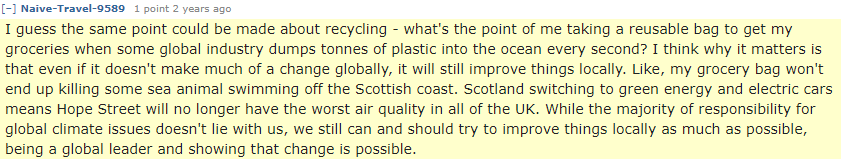 [–] Naive-Travel-9589 1 point 2 years ago
I guess the same point could be made about recycling - what's the point of me taking a reusable bag to get my
groceries when some global industry dumps tonnes of plastic into the ocean every second? I think why it matters is
that even if it doesn't make much of a change globally, it will still improve things locally. Like, my grocery bag won't
end up killing some sea animal swimming off the Scottish coast. Scotland switching to green energy and electric cars
means Hope Street will no longer have the worst air quality in all of the UK. While the majority of responsibility for
global climate issues doesn't lie with us, we still can and should try to improve things locally as much as possible,
being a global leader and showing that change is possible.